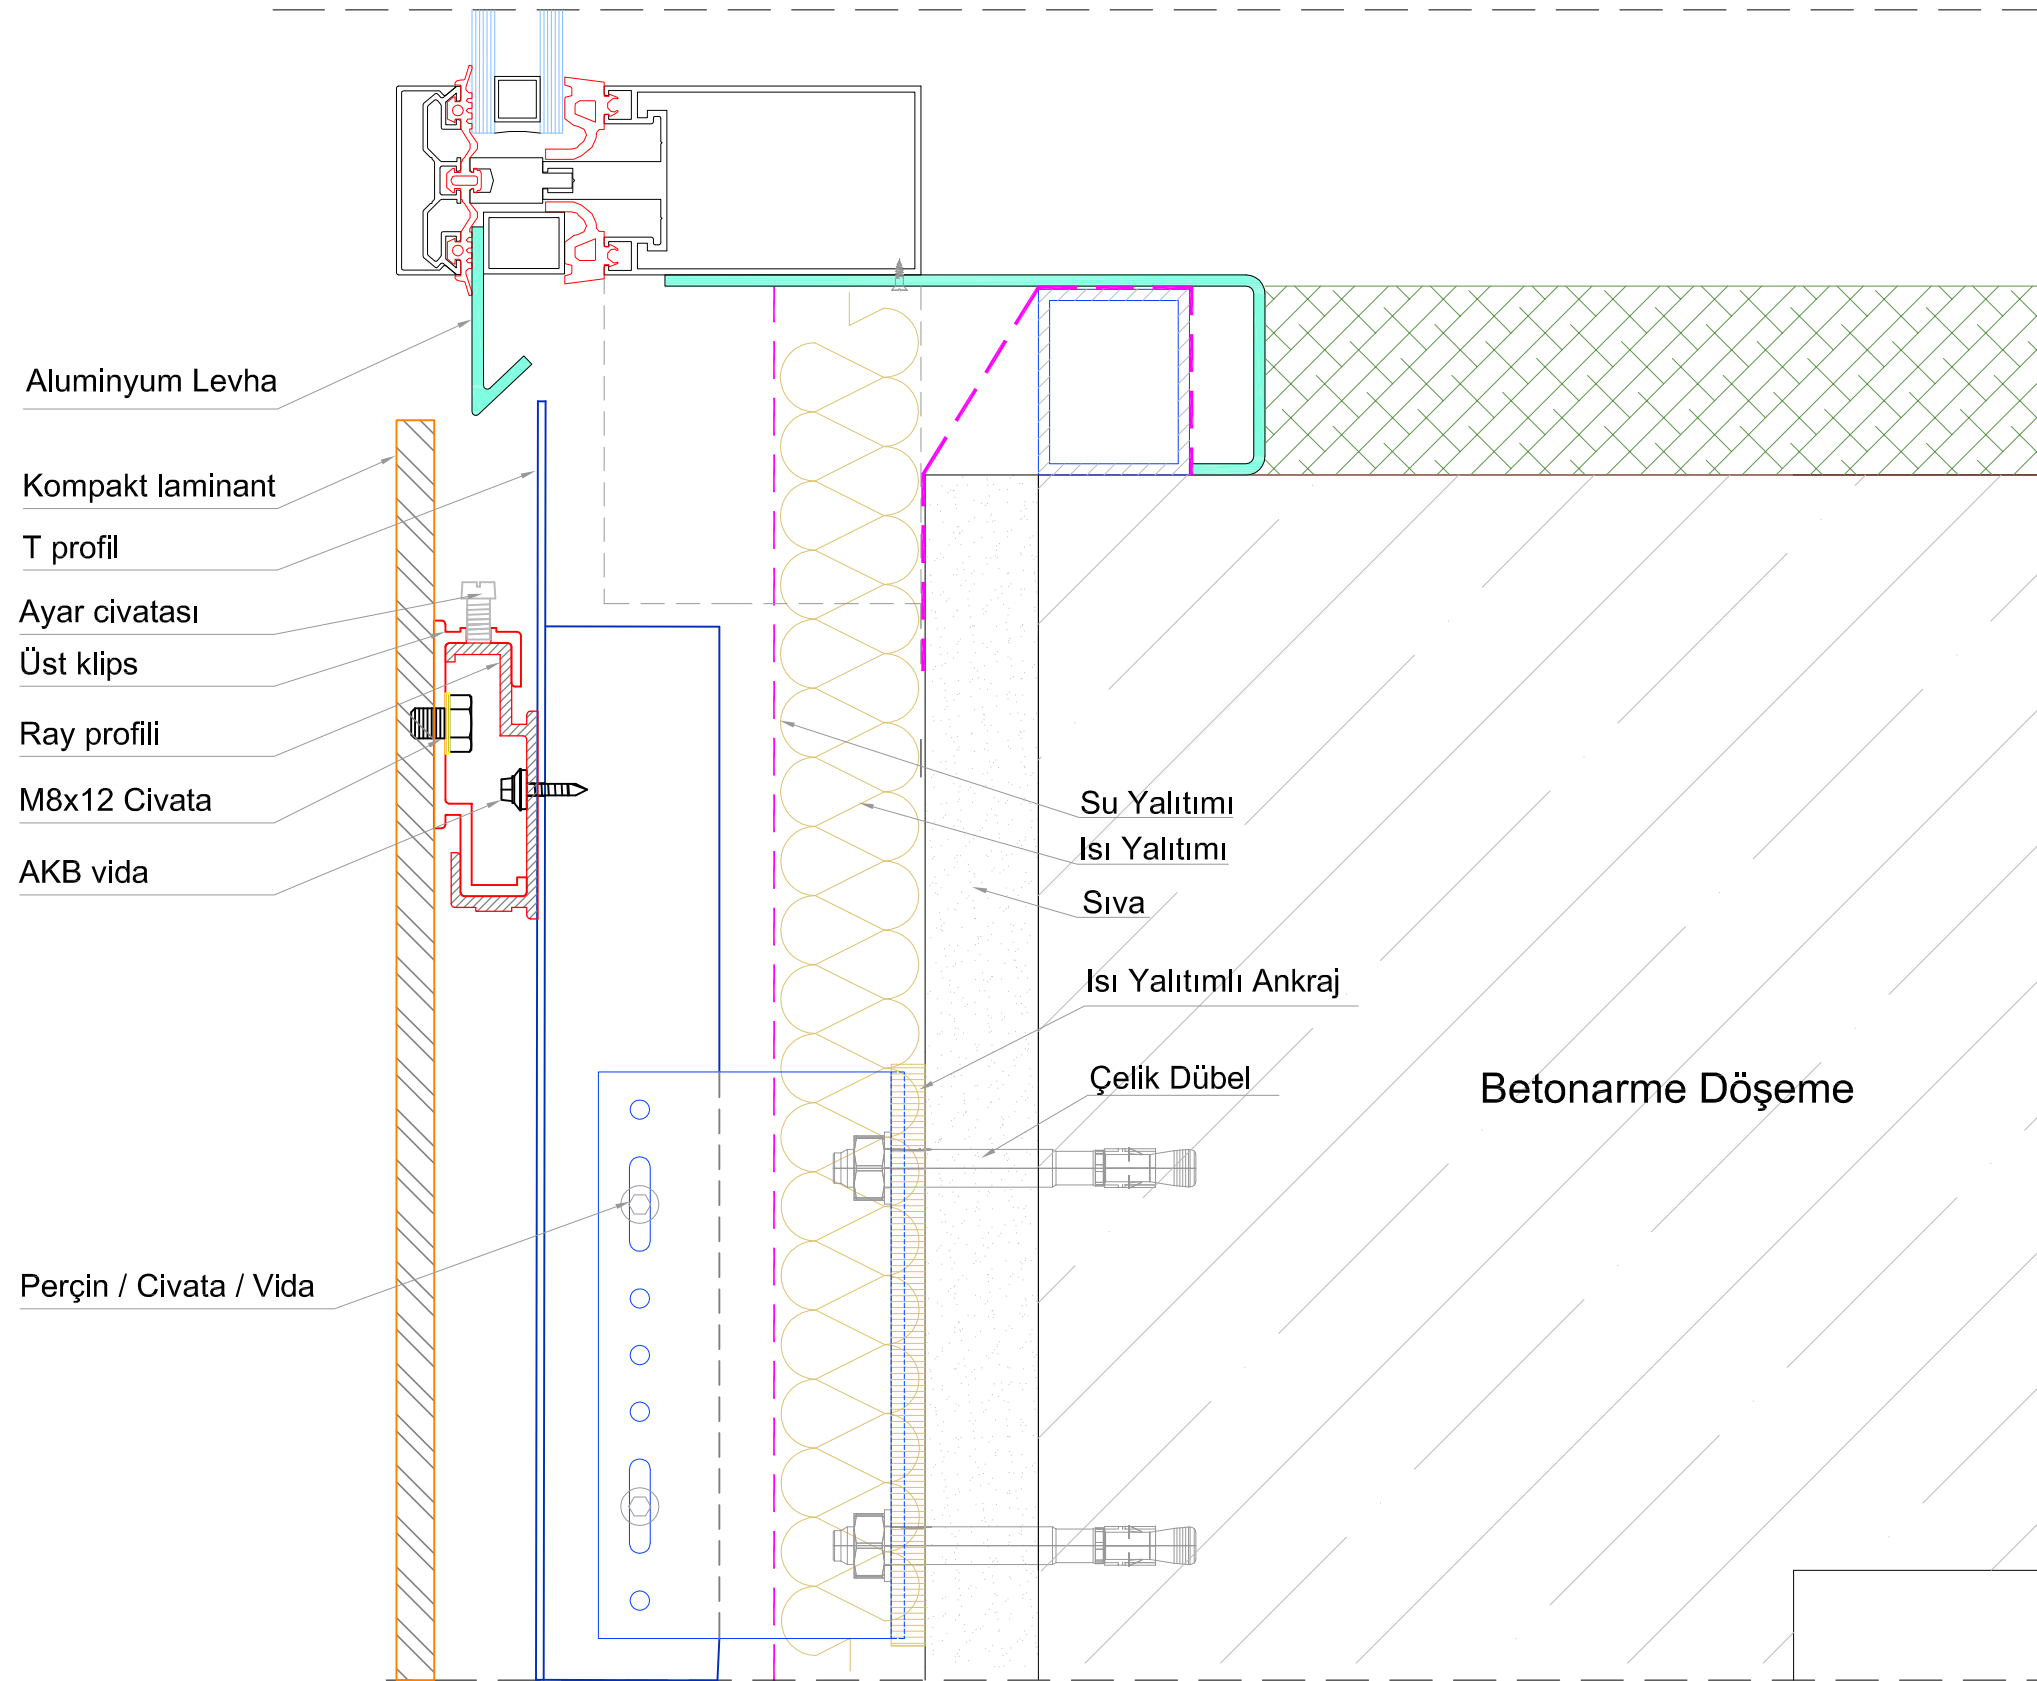 Aluminyum Levha
Kompakt laminant
T profil
Ayar civatası
Üst klips
Ray profili
M8x12 Civata
AKB vida
Perçin / Civata / Vida
Su Yalıtımı
Isı Yalıtımı
Sıva
Isı Yalıtımlı Ankraj
Çelik Dübel
Betonarme Döşeme